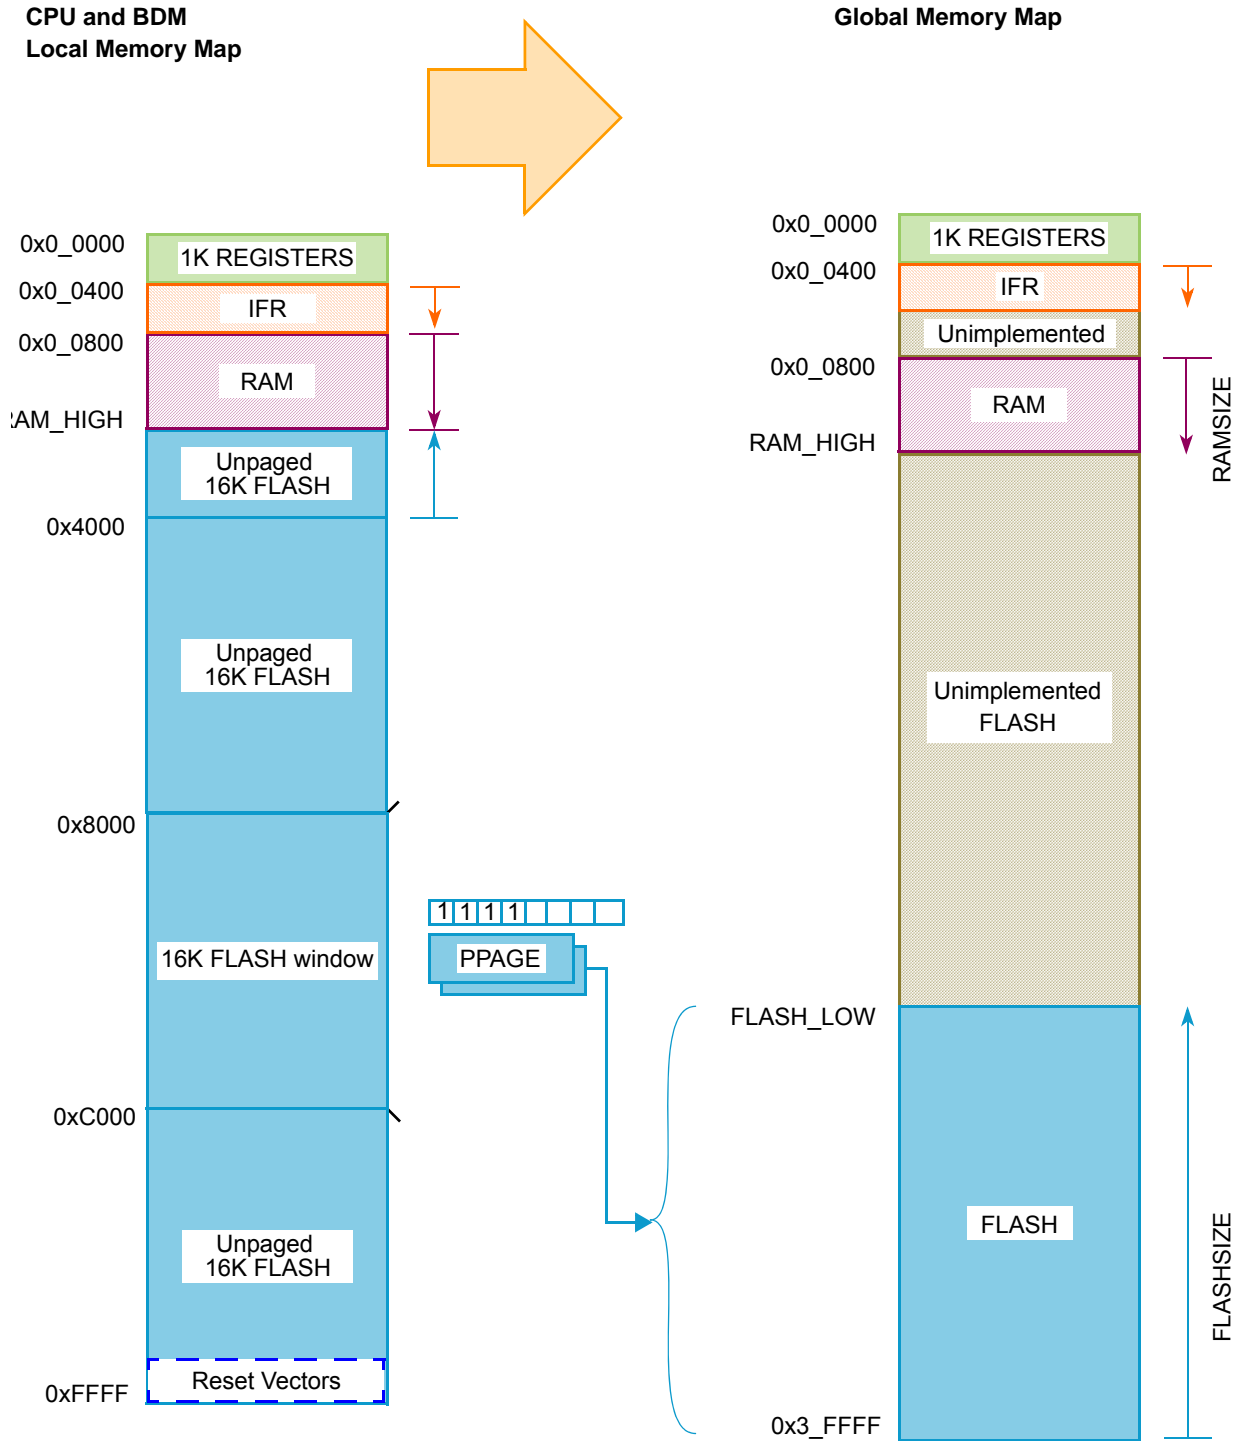 CPU and BDM
Local Memory Map
Global Memory Map
0x0_0000
1K REGISTERS
0x0_0400
IFR
0x0_0800
RAM
RAM_HIGH
Unpaged
16K FLASH
0x4000
Unpaged
16K FLASH
0x8000
16K FLASH window
0xC000
Unpaged
16K FLASH
Reset Vectors
0xFFFF
1 1 1 1
PPAGE
0x0_0000
1K REGISTERS
0x0_0400
IFR
Unimplemented
0x0_0800
RAM
RAM_HIGH
RAMSIZE
Unimplemented
FLASH
FLASH_LOW
FLASH
FLASHSIZE
0x3_FFFF